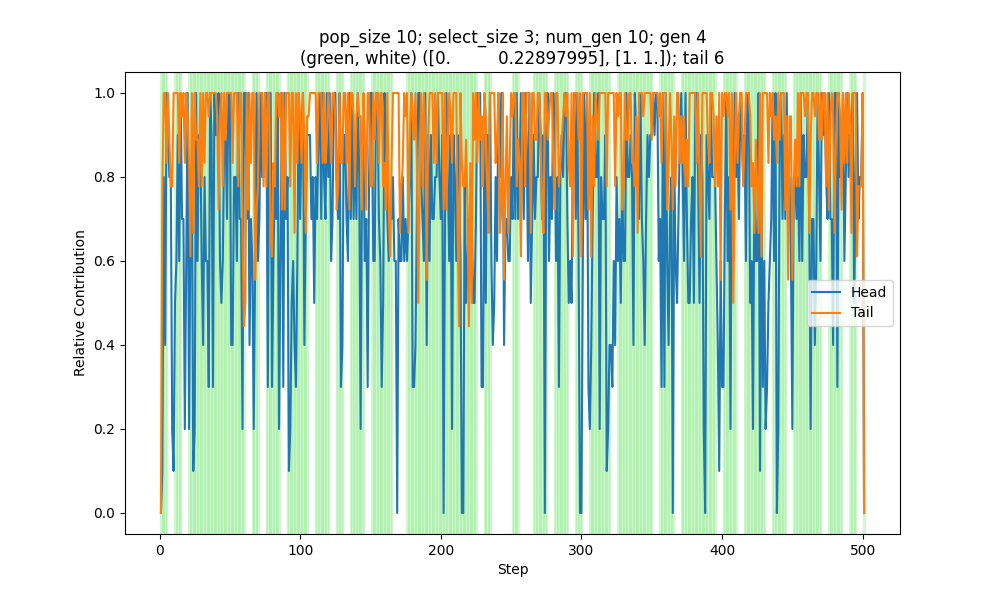 pop_size 10; select_size 3; num_gen 10; gen 4
(green, white) ([0.         0.22897995], [1. 1.]); tail 6
Relative Contribution
1.0
0.8
0.6
0.4
0.2
0.0
Head
Tail
0
100
200
300
400
500
Step